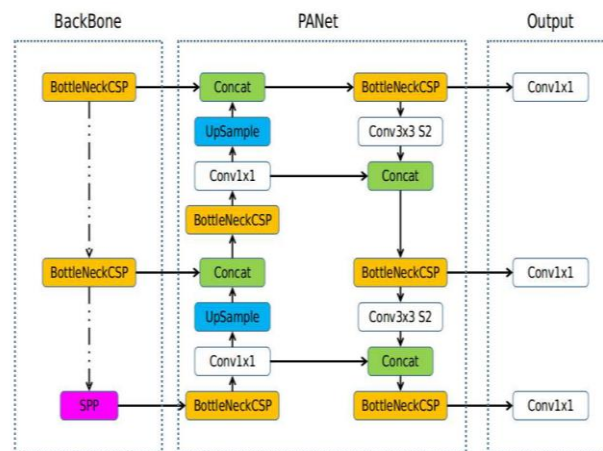 BackBone PANet Output
BottleNeckCSP Concat BottleNeckCSP Conv1x1
UpSample Conv3x3 S2
Conv1x1 Concat
BottleNeckCSP
BottleNeckCSP Concat BottleNeckCSP Conv1x1
UpSample Conv3x3 S2
Conv1x1 Concat
SPP BottleNeckCSP BottleNeckCSP Conv1x1